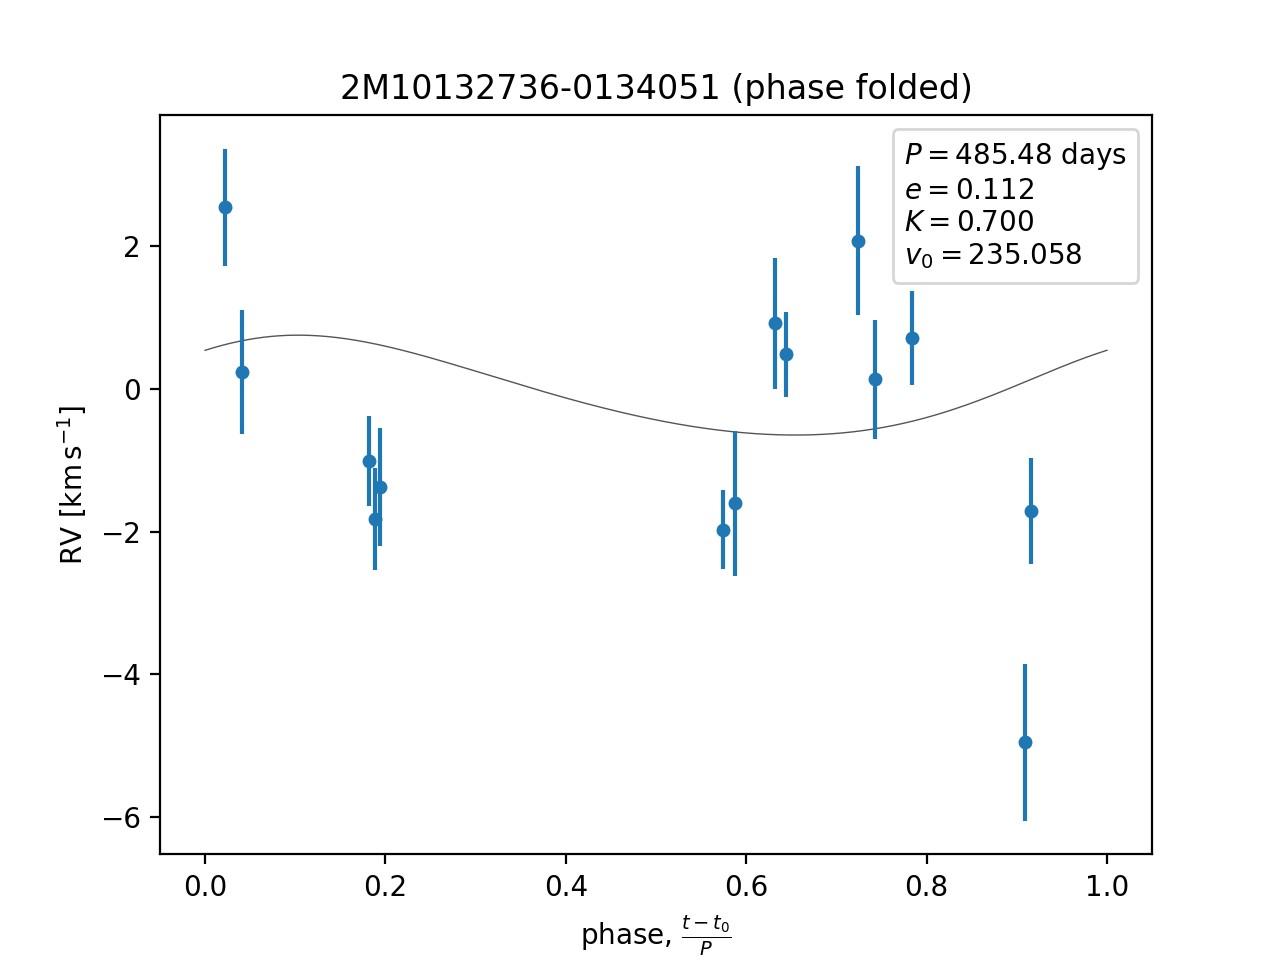 2M10132736-0134051 (phase folded)
P = 485.48 days
e = 0.112
K = 0.700
v₀ = 235.058
RV [km s⁻¹]
2
0
−2
−4
−6
0.0 0.2 0.4 0.6 0.8 1.0
phase, (t − t₀)/P